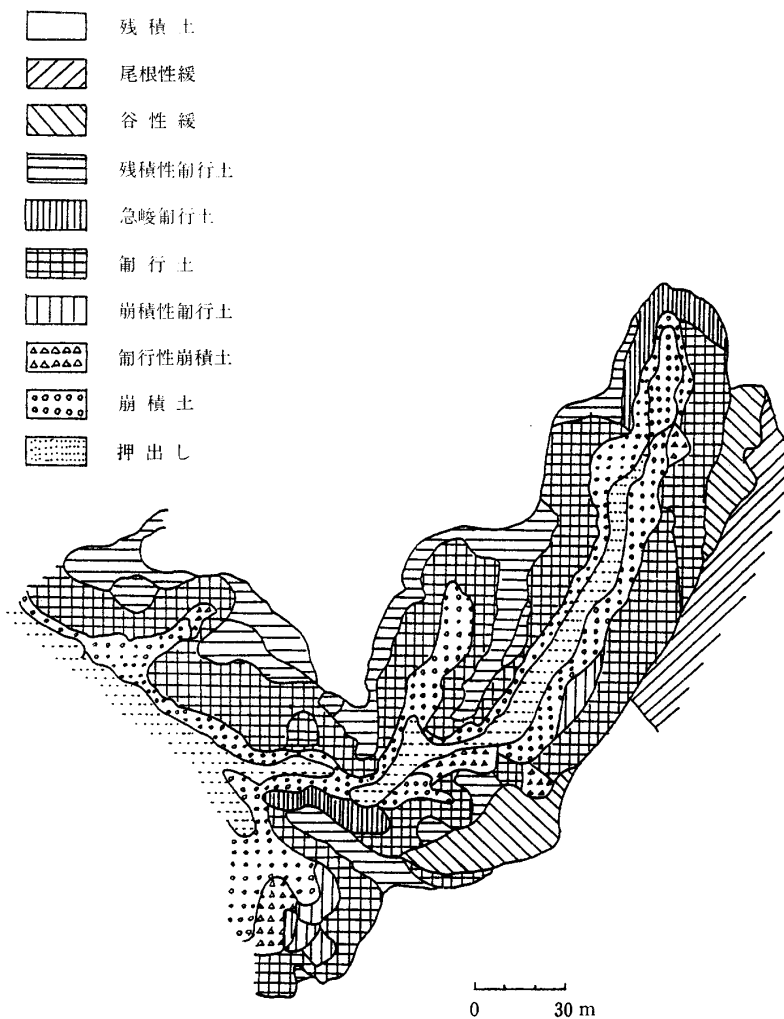 残積土
尾根性緩
谷性緩
残積性匍行土
急峻匍行土
匍行土
崩積性匍行土
匍行性崩積土
崩積土
押出し
0 30 m